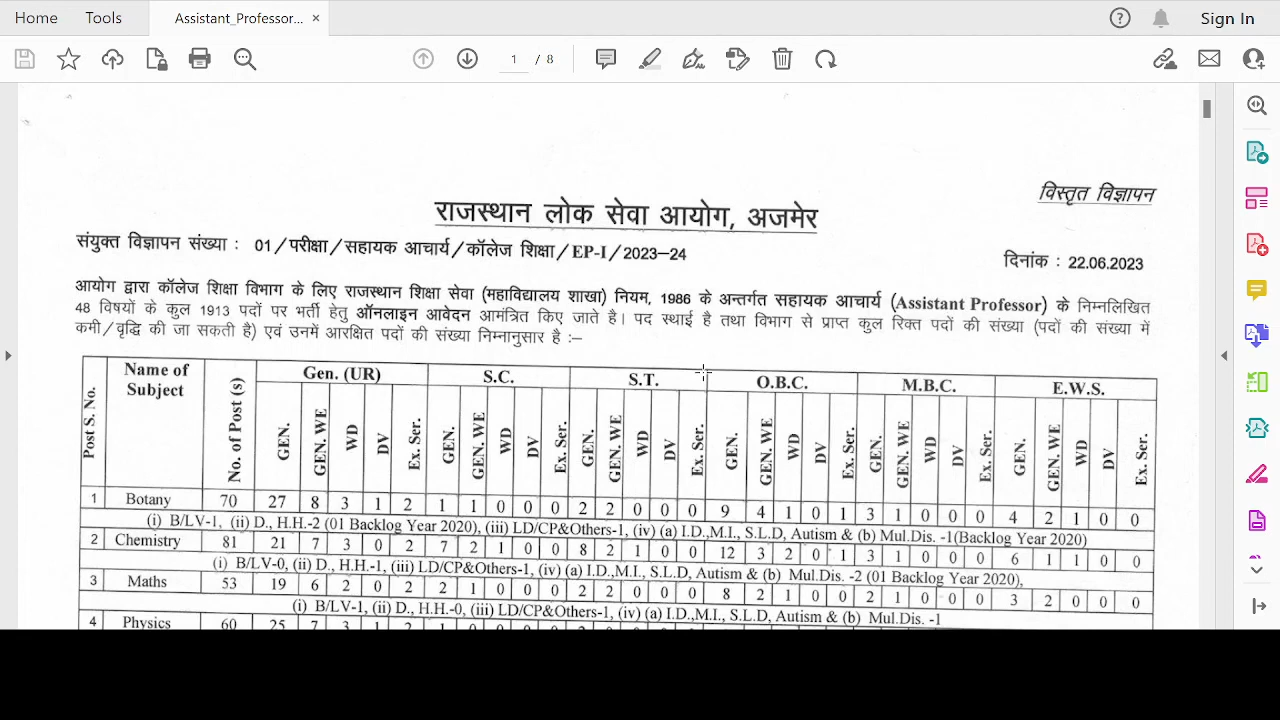 Home Tools Assistant_Professor... × Sign In
1 / 8
विस्तृत विज्ञापन
राजस्थान लोक सेवा आयोग, अजमेर
संयुक्त विज्ञापन संख्या : 01/परीक्षा/सहायक आचार्य/कॉलेज शिक्षा/EP-I/2023-24
दिनांक : 22.06.2023
आयोग द्वारा कॉलेज शिक्षा विभाग के लिए राजस्थान शिक्षा सेवा (महाविद्यालय शाखा) नियम, 1986 के अन्तर्गत सहायक आचार्य (Assistant Professor) के निम्नलिखित
48 विषयों के कुल 1913 पदों पर भर्ती हेतु ऑनलाइन आवेदन आमंत्रित किए जाते है। पद स्थाई है तथा विभाग से प्राप्त कुल रिक्त पदों की संख्या (पदों की संख्या में
कमी/वृद्धि की जा सकती है) एवं उनमें आरक्षित पदों की संख्या निम्नानुसार है :–
Post S. No. Name of Subject No. of Post (s) Gen. (UR) S.C. S.T. O.B.C. M.B.C. E.W.S.
GEN. GEN. WE WD DV Ex. Ser. GEN. GEN. WE WD DV Ex. Ser. GEN. GEN. WE WD DV Ex. Ser. GEN. GEN. WE WD DV Ex. Ser. GEN. GEN. WE WD DV Ex. Ser. GEN. GEN. WE WD DV Ex. Ser.
1 Botany 70 27 8 3 1 2 1 1 0 0 0 2 2 0 0 0 9 4 1 0 1 3 1 0 0 0 4 2 1 0 0
(i) B/LV-1, (ii) D., H.H.-2 (01 Backlog Year 2020), (iii) LD/CP&Others-1, (iv) (a) I.D.,M.I., S.L.D, Autism & (b) Mul.Dis. -1(Backlog Year 2020)
2 Chemistry 81 21 7 3 0 2 7 2 1 0 0 8 2 1 0 0 12 3 2 0 1 3 1 0 0 0 6 1 1 0 0
(i) B/LV-0, (ii) D., H.H.-1, (iii) LD/CP&Others-1, (iv) (a) I.D.,M.I., S.L.D, Autism & (b) Mul.Dis. -2 (01 Backlog Year 2020),
3 Maths 53 19 6 2 0 2 2 1 0 0 0 2 2 0 0 0 8 2 1 0 0 2 1 0 0 0 3 2 0 0 0
(i) B/LV-1, (ii) D., H.H.-0, (iii) LD/CP&Others-1, (iv) (a) I.D.,M.I., S.L.D, Autism & (b) Mul.Dis. -1
4 Physics 60 25 7 3 1 2 1